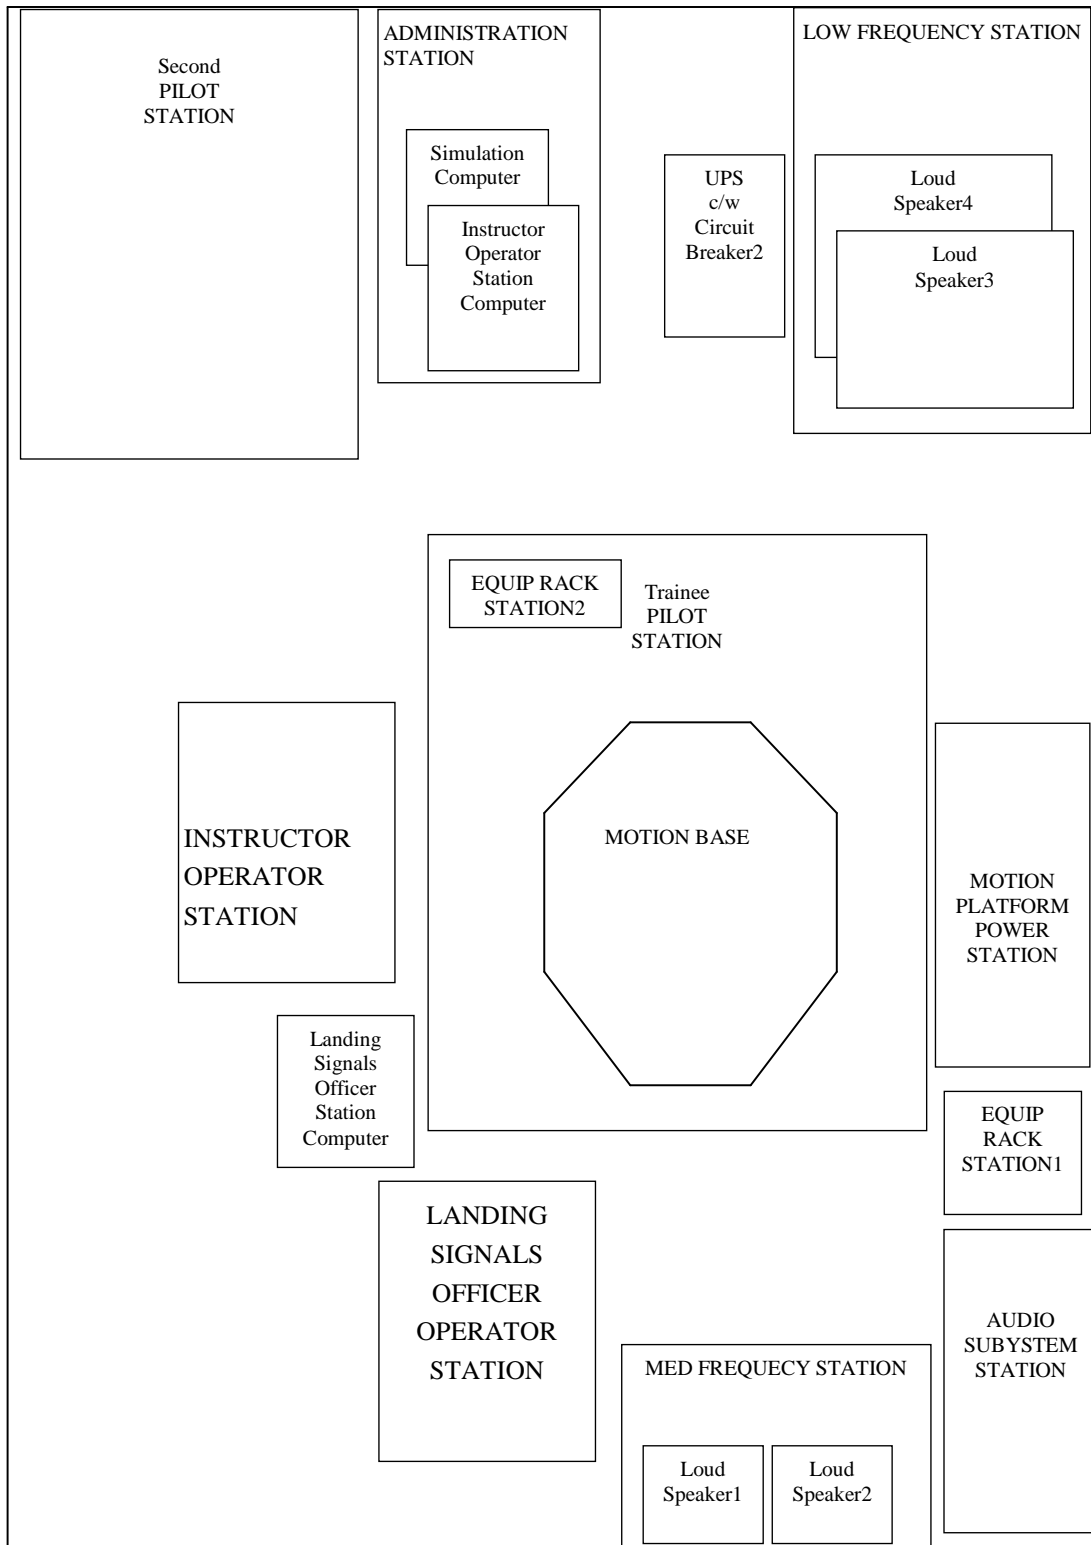 Second
PILOT
STATION
ADMINISTRATION
STATION
Simulation
Computer
Instructor
Operator
Station
Computer
UPS
c/w
Circuit
Breaker2
LOW FREQUENCY STATION
Loud
Speaker4
Loud
Speaker3
EQUIP RACK
STATION2
Trainee
PILOT
STATION
MOTION BASE
INSTRUCTOR
OPERATOR
STATION
MOTION
PLATFORM
POWER
STATION
Landing
Signals
Officer
Station
Computer
EQUIP
RACK
STATION1
LANDING
SIGNALS
OFFICER
OPERATOR
STATION
AUDIO
SUBYSTEM
STATION
MED FREQUECY STATION
Loud
Speaker1
Loud
Speaker2